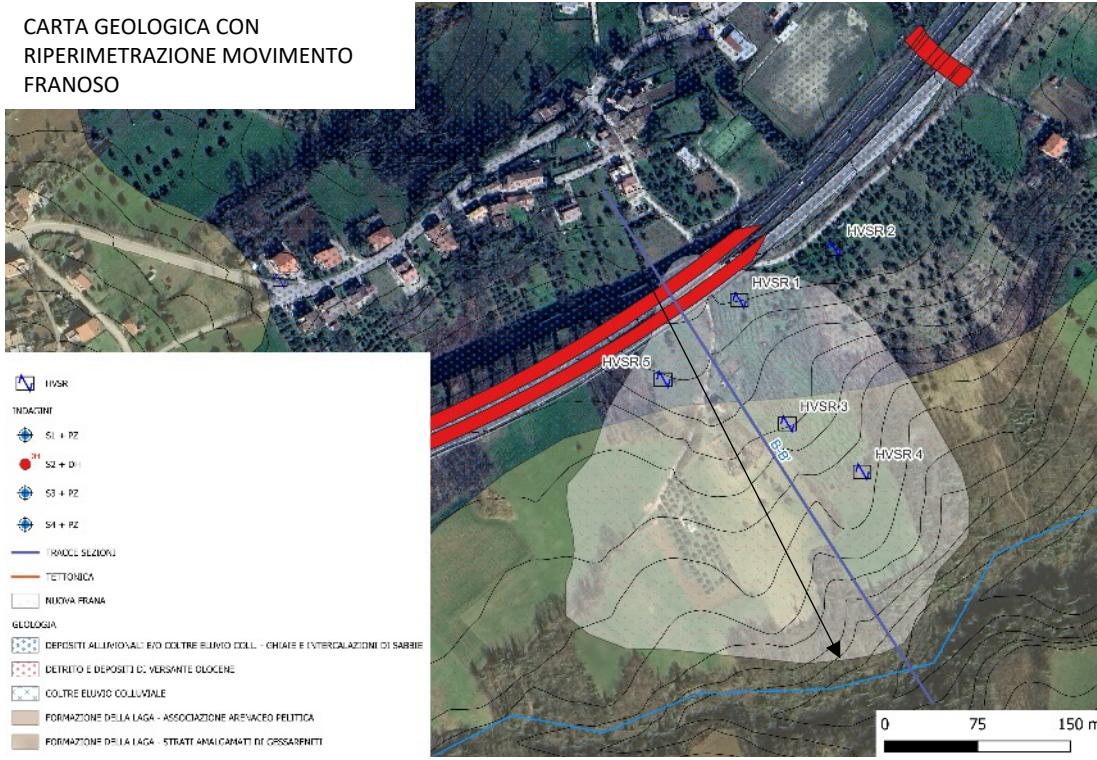 CARTA GEOLOGICA CON
RIPERIMETRAZIONE MOVIMENTO
FRANOSO
HVSR 2
HVSR 1
HVSR 5
HVSR 3
B-B'
HVSR 4
HVSR
INDAGINI
S1 + PZ
DH
S2 + DH
S3 + PZ
S4 + PZ
TRACCE SEZIONI
TETTONICA
NUOVA FRANA
GEOLOGIA
DEPOSITI ALLUVIONALI E/O COLTRE ELUVIO COLL. - GHIAIE E INTERCALAZIONI DI SABBIE
DETRITO E DEPOSITI DI VERSANTE OLOCENE
COLTRE ELUVIO COLLUVIALE
FORMAZIONE DELLA LAGA - ASSOCIAZIONE ARENACEO PELITICA
FORMAZIONE DELLA LAGA - STRATI AMALGAMATI DI GESSARENITI
0 75 150 m